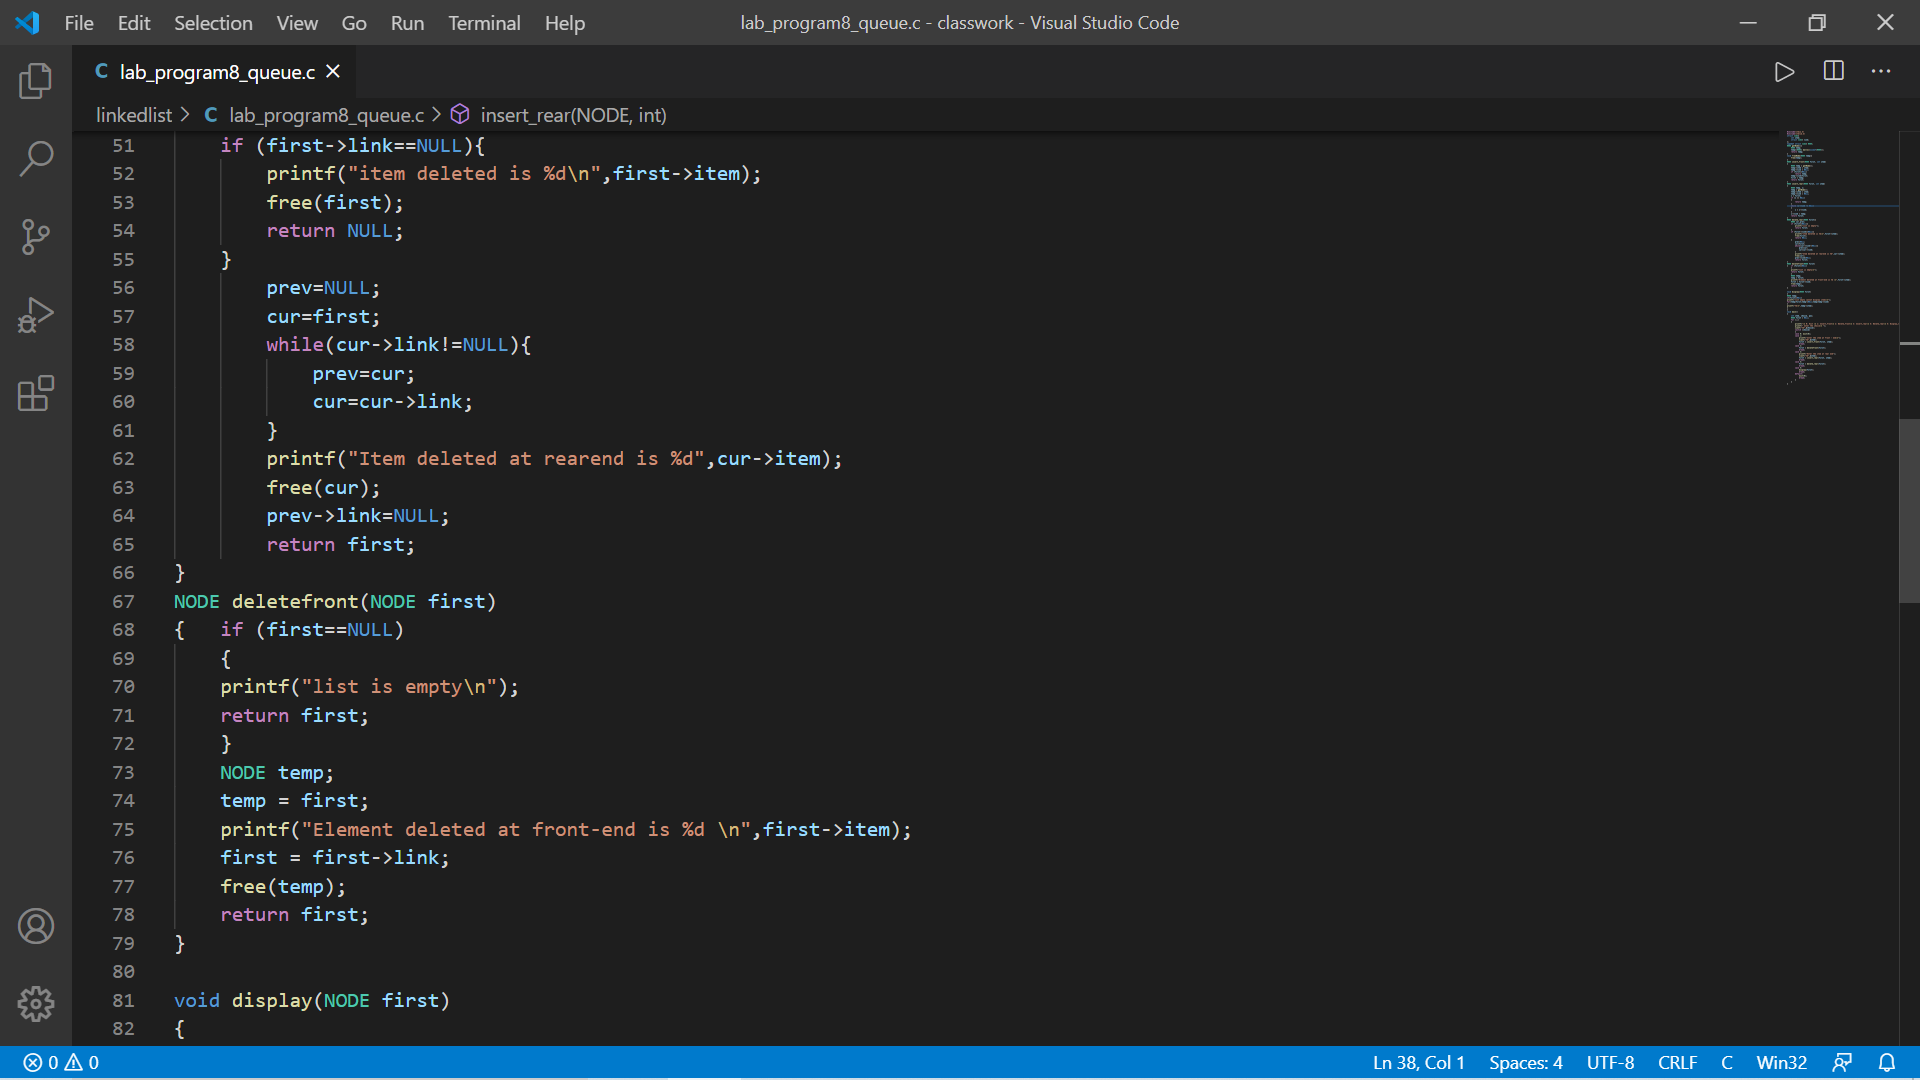 File Edit Selection View Go Run Terminal Help lab_program8_queue.c - classwork - Visual Studio Code
C lab_program8_queue.c
linkedlist > C lab_program8_queue.c > insert_rear(NODE, int)
51 if (first->link==NULL){
52 printf("item deleted is %d\n",first->item);
53 free(first);
54 return NULL;
55 }
56 prev=NULL;
57 cur=first;
58 while(cur->link!=NULL){
59 prev=cur;
60 cur=cur->link;
61 }
62 printf("Item deleted at rearend is %d",cur->item);
63 free(cur);
64 prev->link=NULL;
65 return first;
66 }
67 NODE deletefront(NODE first)
68 { if (first==NULL)
69 {
70 printf("list is empty\n");
71 return first;
72 }
73 NODE temp;
74 temp = first;
75 printf("Element deleted at front-end is %d \n",first->item);
76 first = first->link;
77 free(temp);
78 return first;
79 }
80
81 void display(NODE first)
82 {
0 0 Ln 38, Col 1 Spaces: 4 UTF-8 CRLF C Win32